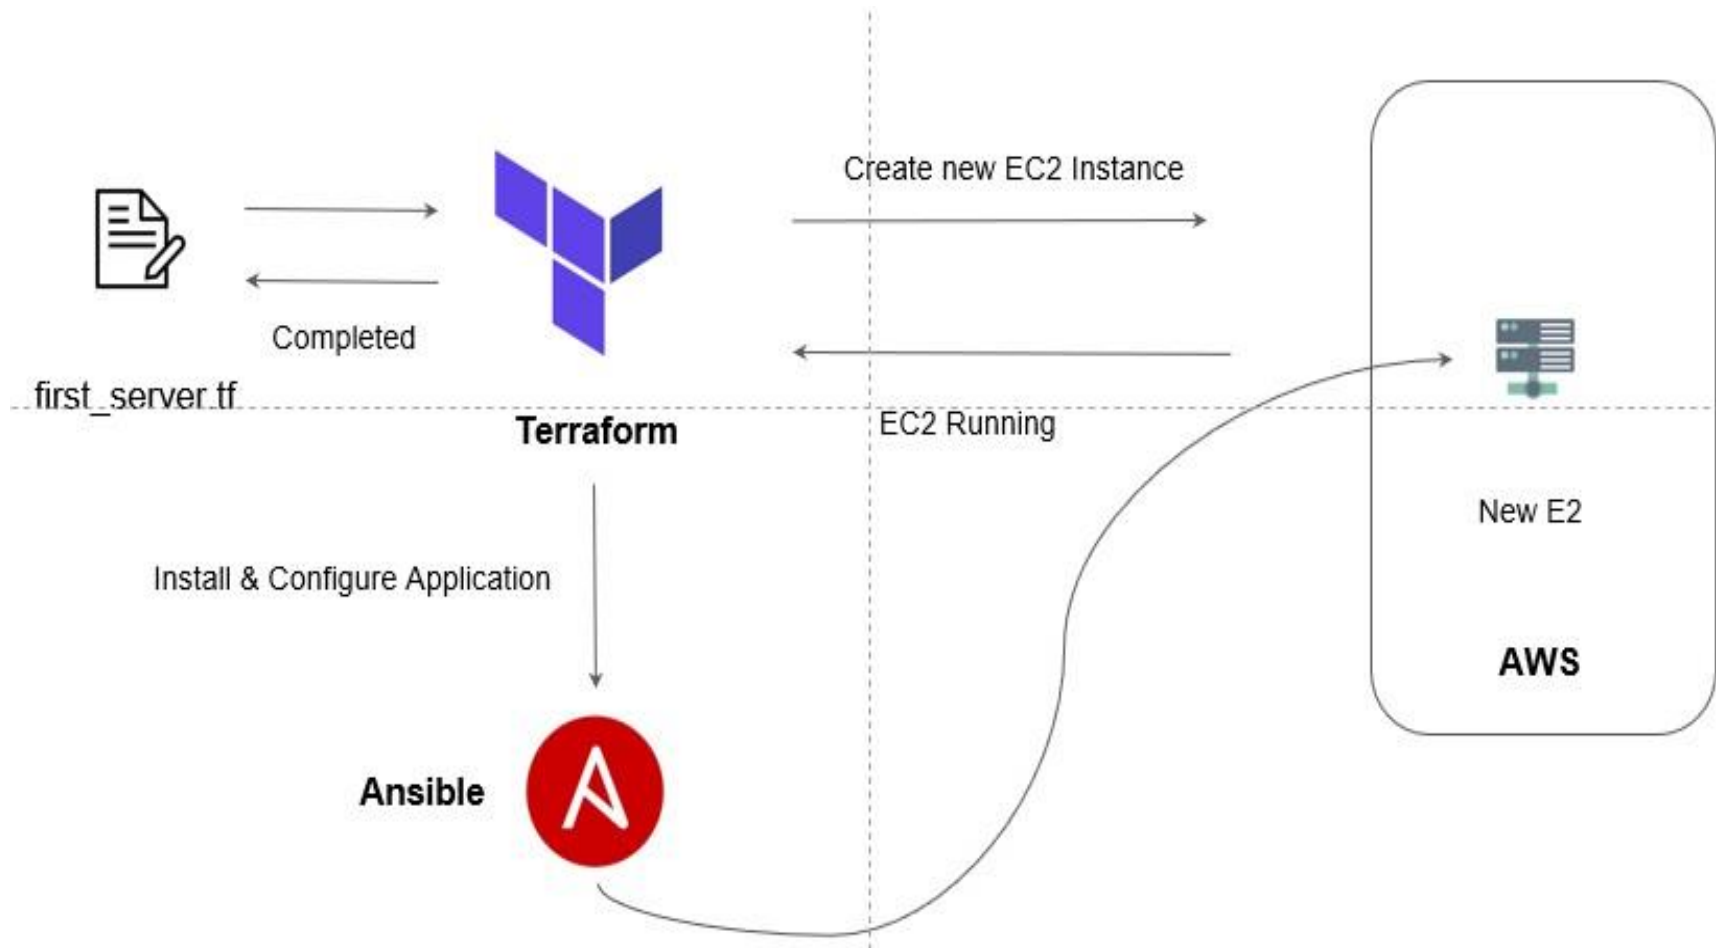 Create new EC2 Instance
Completed
first_server.tf
Terraform
EC2 Running
New E2
Install & Configure Application
AWS
Ansible